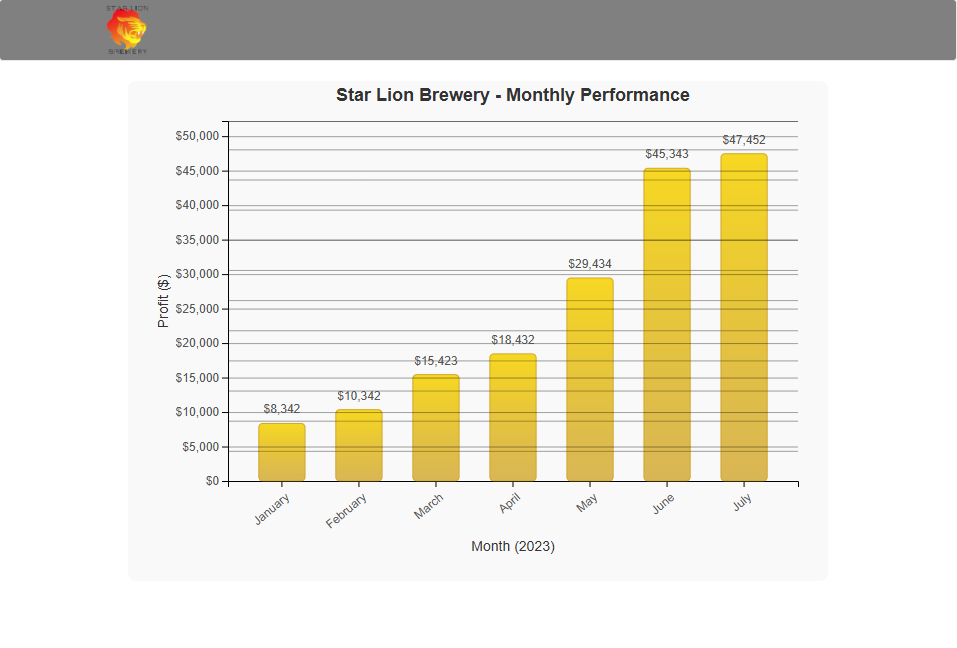 STAR LION
BREWERY
Star Lion Brewery - Monthly Performance
$50,000
$45,000
$40,000
$35,000
$30,000
$25,000
$20,000
$15,000
$10,000
$5,000
$0
Profit ($)
$8,342
$10,342
$15,423
$18,432
$29,434
$45,343
$47,452
January
February
March
April
May
June
July
Month (2023)